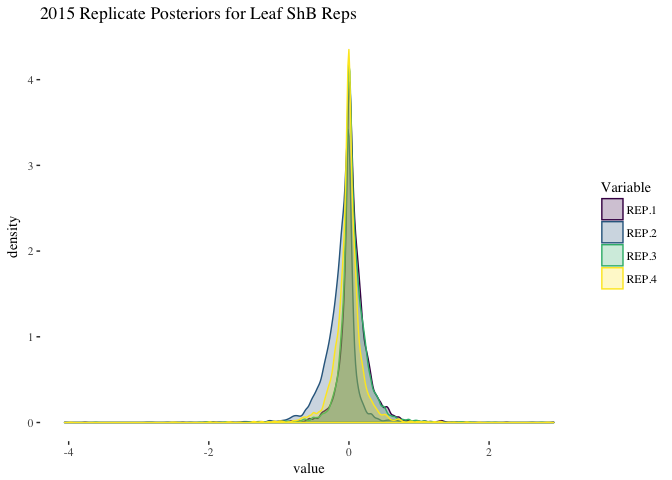 2015 Replicate Posteriors for Leaf ShB Reps
density
4
3
2
1
0
-4
-2
0
2
value
Variable
REP.1
REP.2
REP.3
REP.4